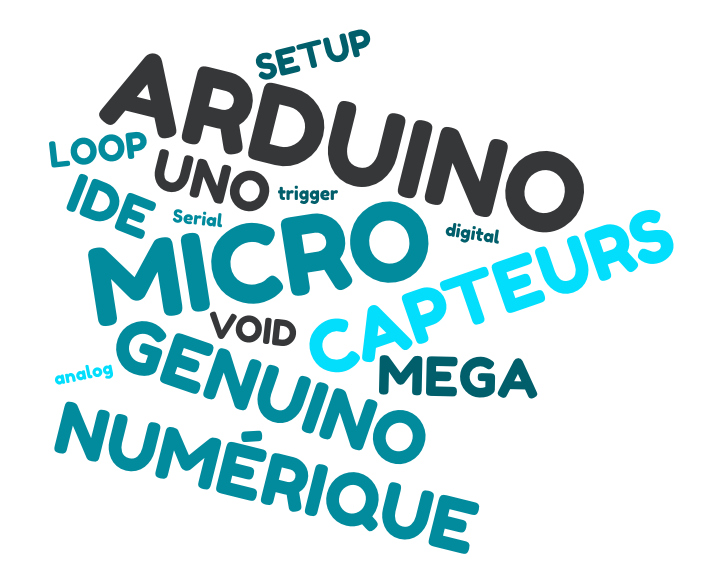 SETUP
ARDUINO
LOOP
UNO
trigger
IDE
Serial
digital
MICRO
CAPTEURS
VOID
GENUINO
MEGA
analog
NUMÉRIQUE